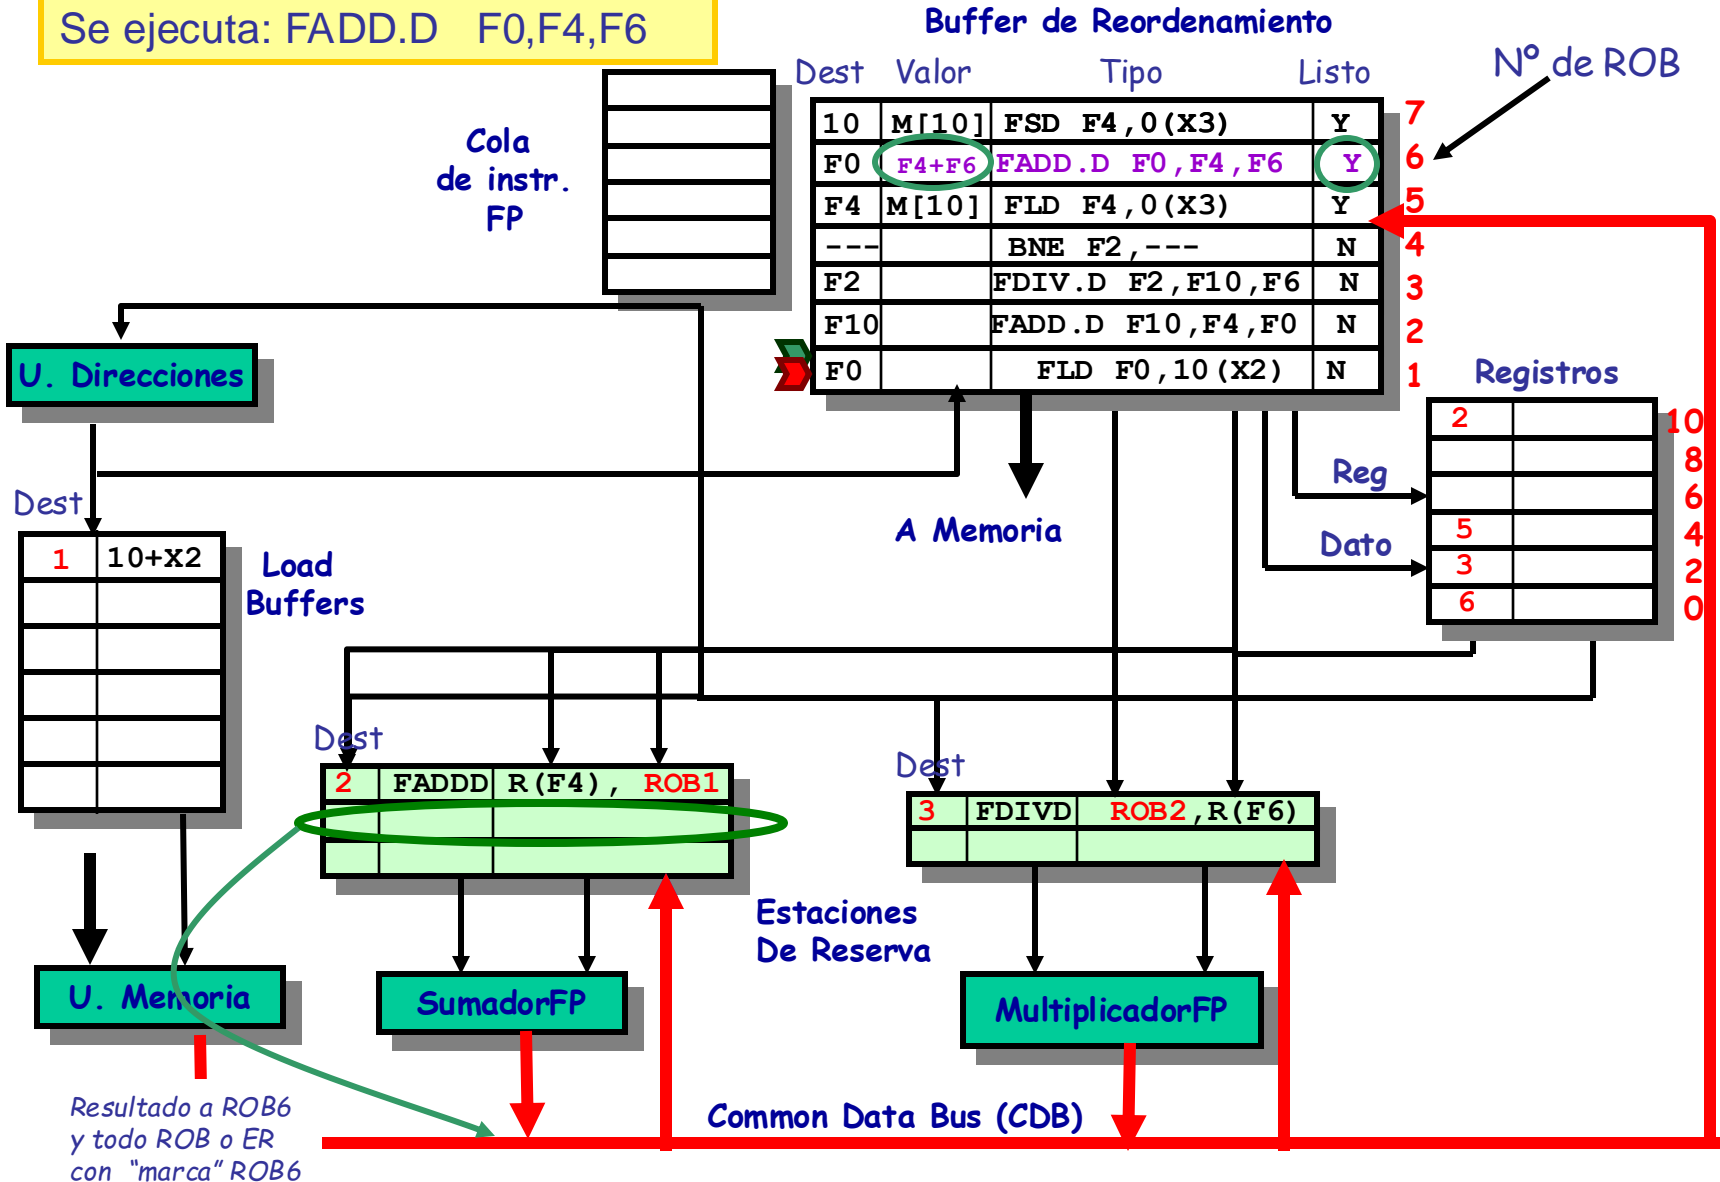 Se ejecuta: FADD.D F0,F4,F6
Buffer de Reordenamiento
Dest Valor Tipo Listo
Nº de ROB
10 M[10] FSD F4,0(X3) Y 7
F0 F4+F6 FADD.D F0,F4,F6 Y 6
F4 M[10] FLD F4,0(X3) Y 5
--- BNE F2,--- N 4
F2 FDIV.D F2,F10,F6 N 3
F10 FADD.D F10,F4,F0 N 2
F0 FLD F0,10(X2) N 1
Cola
de instr.
FP
U. Direcciones
Registros
2 10
8
6
5 4
3 2
6 0
Reg
Dato
A Memoria
Dest
1 10+X2
Load
Buffers
Dest
2 FADDD R(F4), ROB1
Dest
3 FDIVD ROB2,R(F6)
Estaciones
De Reserva
U. Memoria
SumadorFP
MultiplicadorFP
Resultado a ROB6
y todo ROB o ER
con “marca” ROB6
Common Data Bus (CDB)